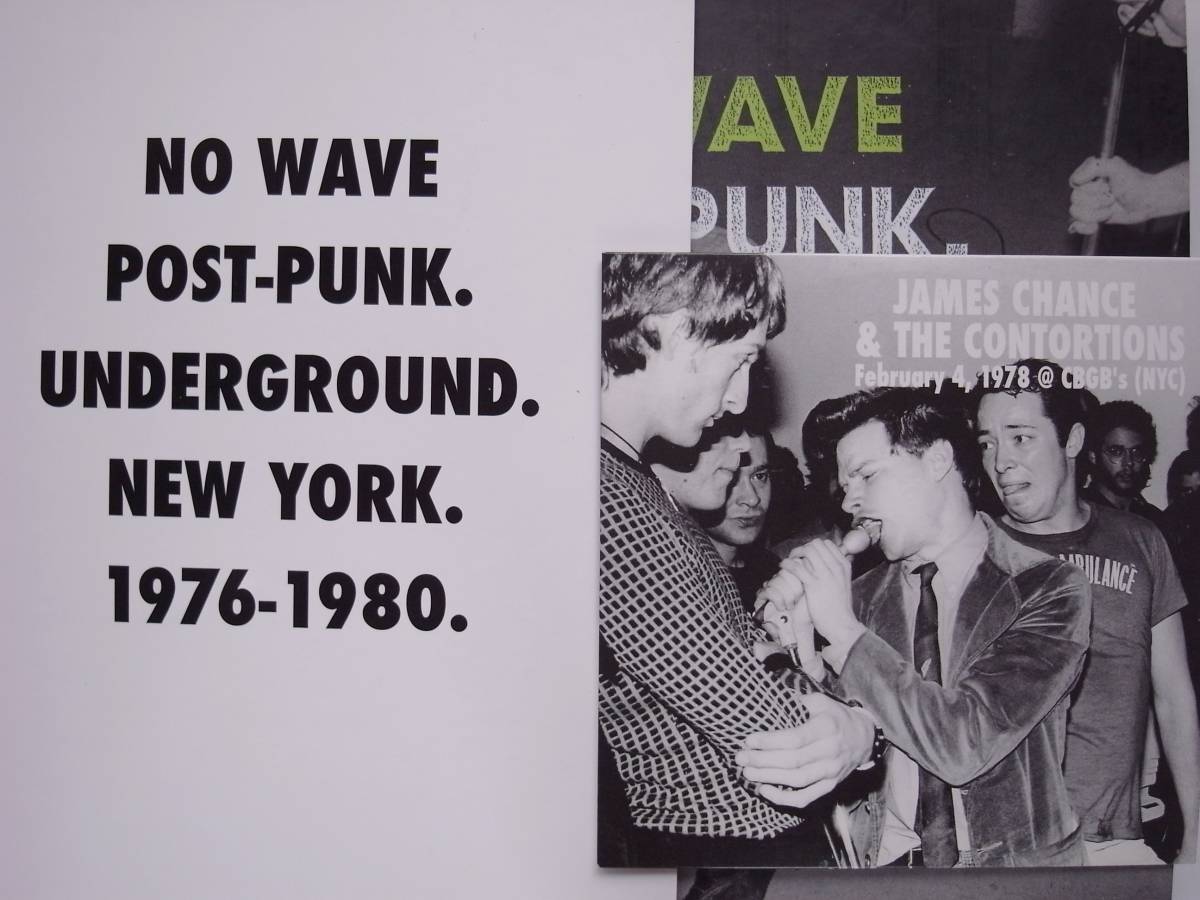 NO WAVE
POST-PUNK.
UNDERGROUND.
NEW YORK.
1976-1980.
WAVE
PUNK.
JAMES CHANCE
& THE CONTORTIONS
February 4, 1978 @ CBGB's (NYC)
AMBULANCE